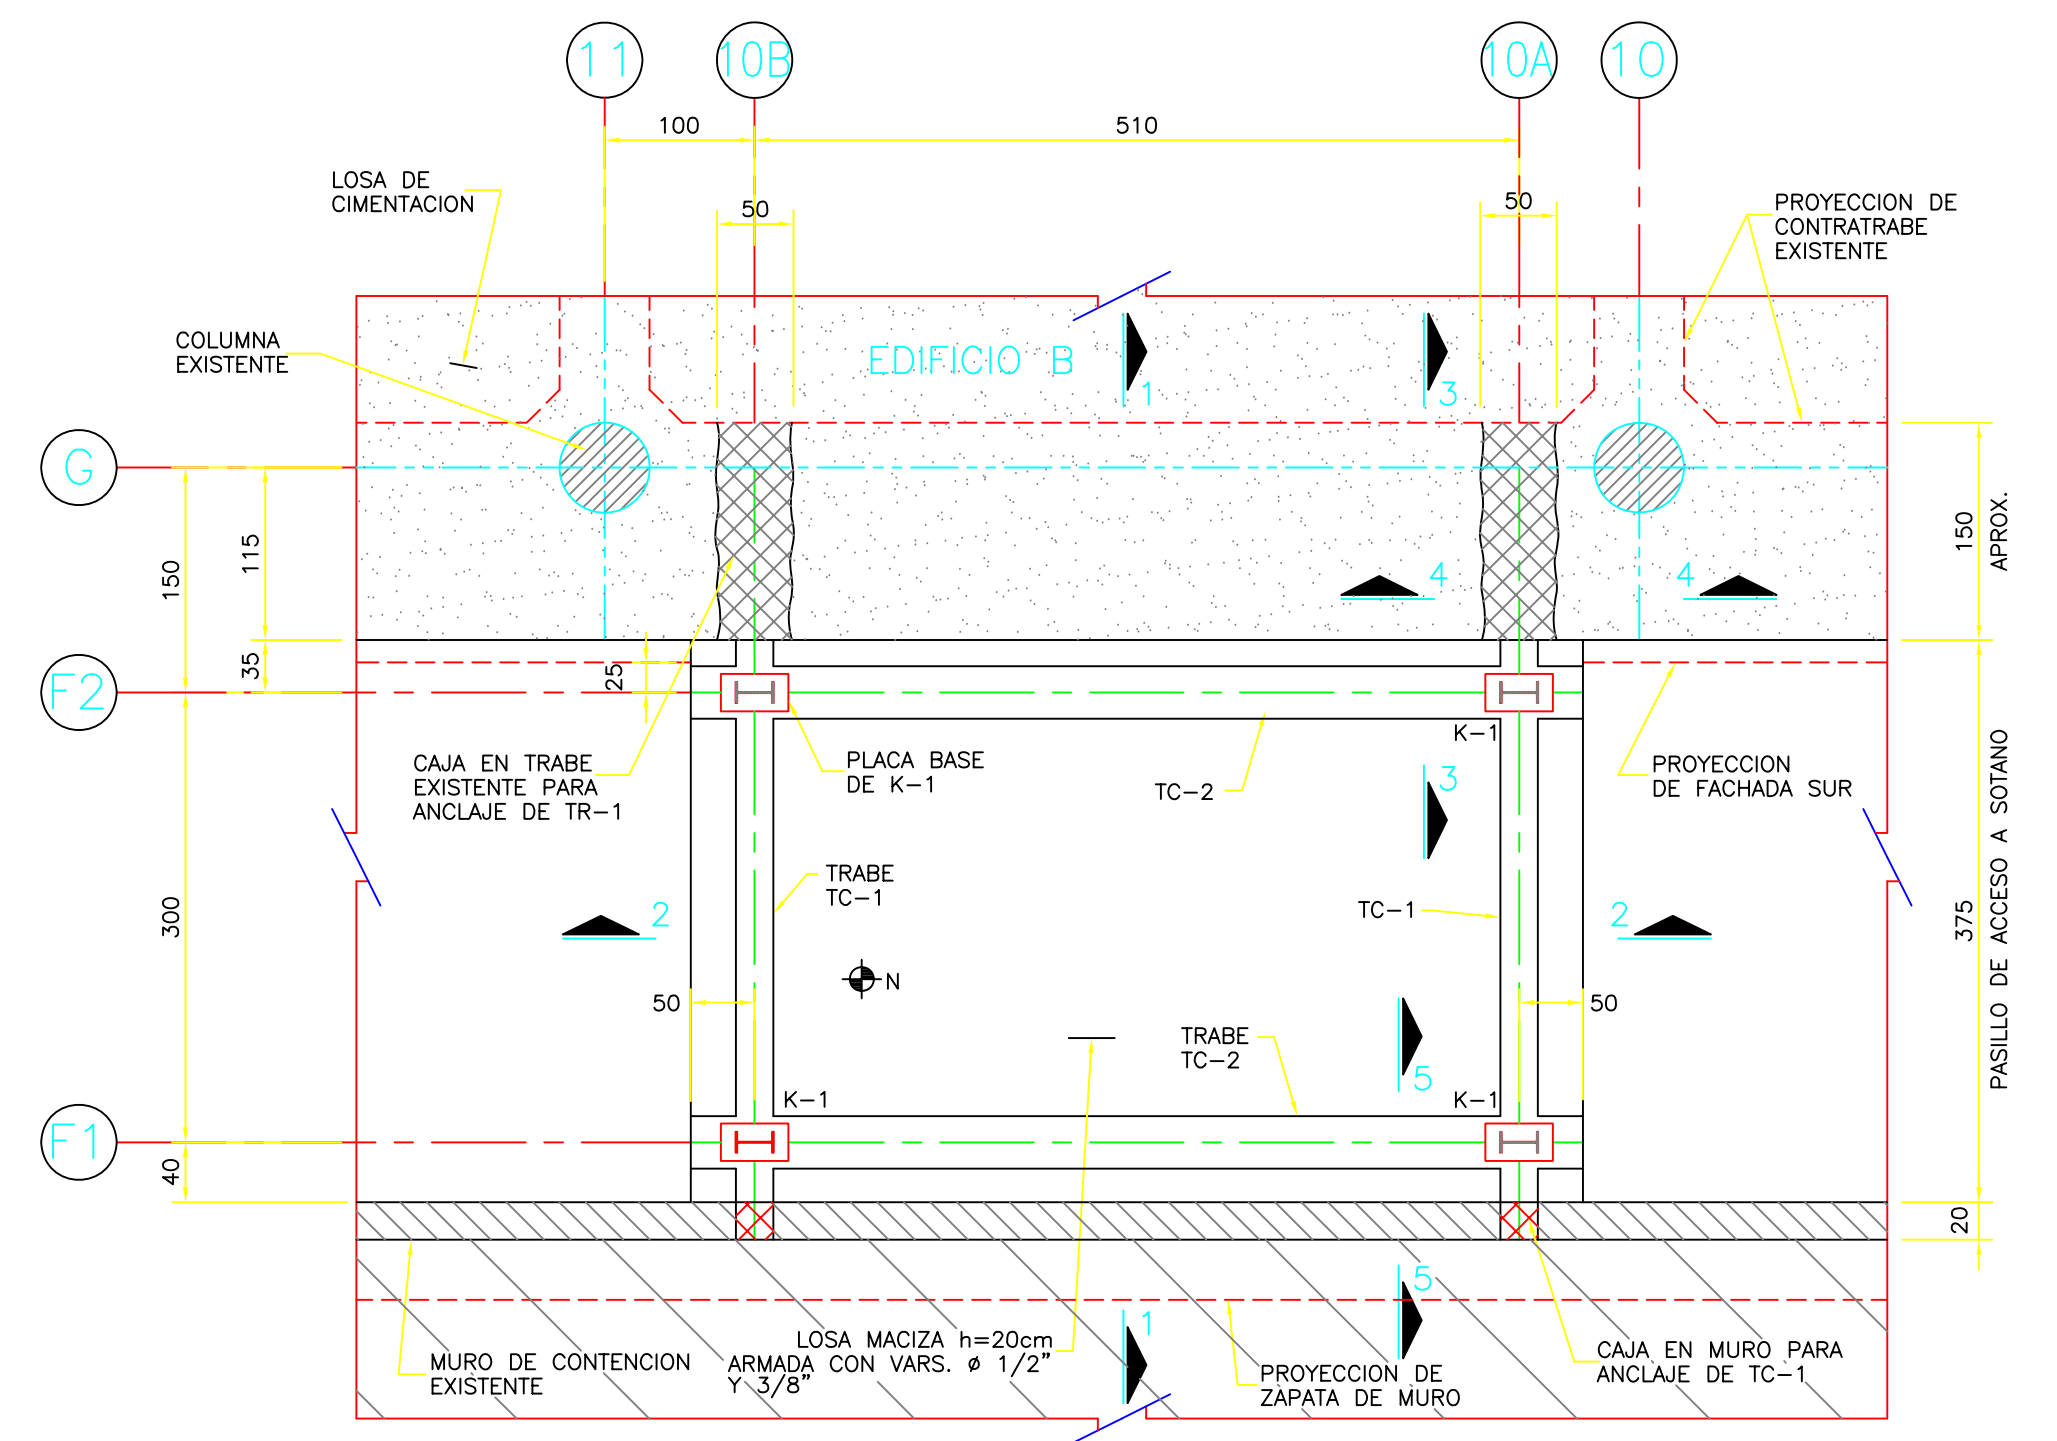 11
10B
10A
10
100
510
LOSA DE
CIMENTACION
50
50
PROYECCION DE
CONTRATRABE
EXISTENTE
COLUMNA
EXISTENTE
EDIFICIO B
1
3
G
115
150
4
4
150
APROX.
35
25
F2
K-1
CAJA EN TRABE
EXISTENTE PARA
ANCLAJE DE TR-1
PLACA BASE
DE K-1
TC-2
3
PROYECCION
DE FACHADA SUR
TRABE
TC-1
TC-1
300
2
2
375
PASILLO DE ACCESO A SOTANO
N
50
50
TRABE
TC-2
5
K-1
K-1
F1
40
20
5
1
LOSA MACIZA h=20cm
ARMADA CON VARS. ø 1/2"
Y 3/8"
MURO DE CONTENCION
EXISTENTE
PROYECCION DE
ZAPATA DE MURO
CAJA EN MURO PARA
ANCLAJE DE TC-1